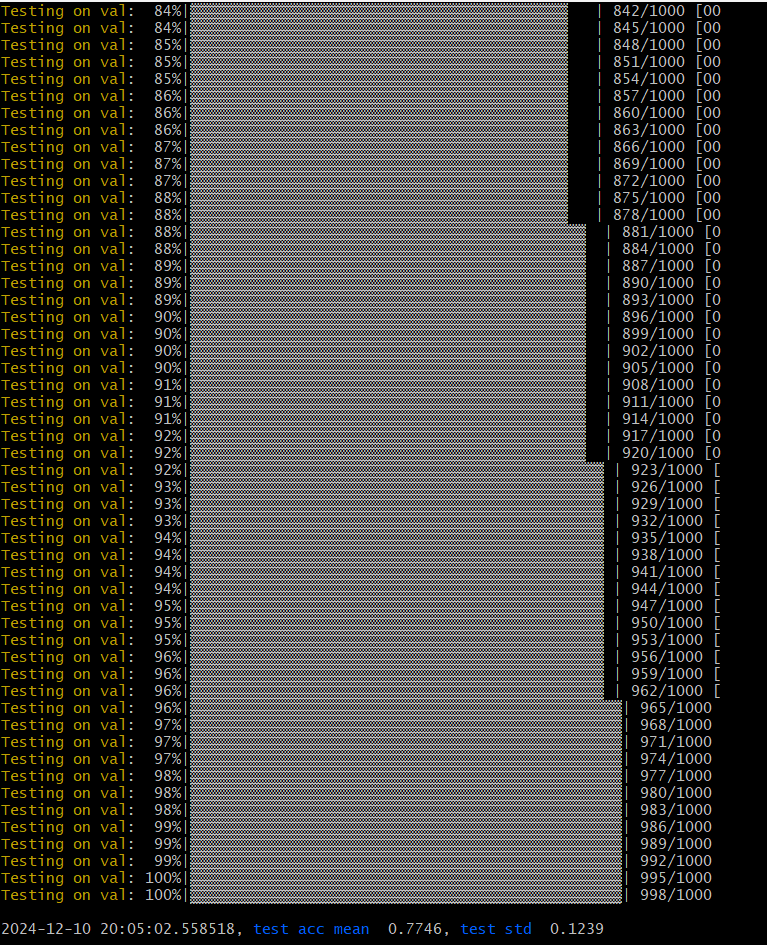 Testing on val:  84%| | 842/1000 [00
Testing on val:  84%| | 845/1000 [00
Testing on val:  85%| | 848/1000 [00
Testing on val:  85%| | 851/1000 [00
Testing on val:  85%| | 854/1000 [00
Testing on val:  86%| | 857/1000 [00
Testing on val:  86%| | 860/1000 [00
Testing on val:  86%| | 863/1000 [00
Testing on val:  87%| | 866/1000 [00
Testing on val:  87%| | 869/1000 [00
Testing on val:  87%| | 872/1000 [00
Testing on val:  88%| | 875/1000 [00
Testing on val:  88%| | 878/1000 [00
Testing on val:  88%| | 881/1000 [0
Testing on val:  88%| | 884/1000 [0
Testing on val:  89%| | 887/1000 [0
Testing on val:  89%| | 890/1000 [0
Testing on val:  89%| | 893/1000 [0
Testing on val:  90%| | 896/1000 [0
Testing on val:  90%| | 899/1000 [0
Testing on val:  90%| | 902/1000 [0
Testing on val:  90%| | 905/1000 [0
Testing on val:  91%| | 908/1000 [0
Testing on val:  91%| | 911/1000 [0
Testing on val:  91%| | 914/1000 [0
Testing on val:  92%| | 917/1000 [0
Testing on val:  92%| | 920/1000 [0
Testing on val:  92%| | 923/1000 [
Testing on val:  93%| | 926/1000 [
Testing on val:  93%| | 929/1000 [
Testing on val:  93%| | 932/1000 [
Testing on val:  94%| | 935/1000 [
Testing on val:  94%| | 938/1000 [
Testing on val:  94%| | 941/1000 [
Testing on val:  94%| | 944/1000 [
Testing on val:  95%| | 947/1000 [
Testing on val:  95%| | 950/1000 [
Testing on val:  95%| | 953/1000 [
Testing on val:  96%| | 956/1000 [
Testing on val:  96%| | 959/1000 [
Testing on val:  96%| | 962/1000 [
Testing on val:  96%| | 965/1000
Testing on val:  97%| | 968/1000
Testing on val:  97%| | 971/1000
Testing on val:  97%| | 974/1000
Testing on val:  98%| | 977/1000
Testing on val:  98%| | 980/1000
Testing on val:  98%| | 983/1000
Testing on val:  99%| | 986/1000
Testing on val:  99%| | 989/1000
Testing on val:  99%| | 992/1000
Testing on val: 100%| | 995/1000
Testing on val: 100%| | 998/1000
2024-12-10 20:05:02.558518, test acc mean  0.7746, test std  0.1239